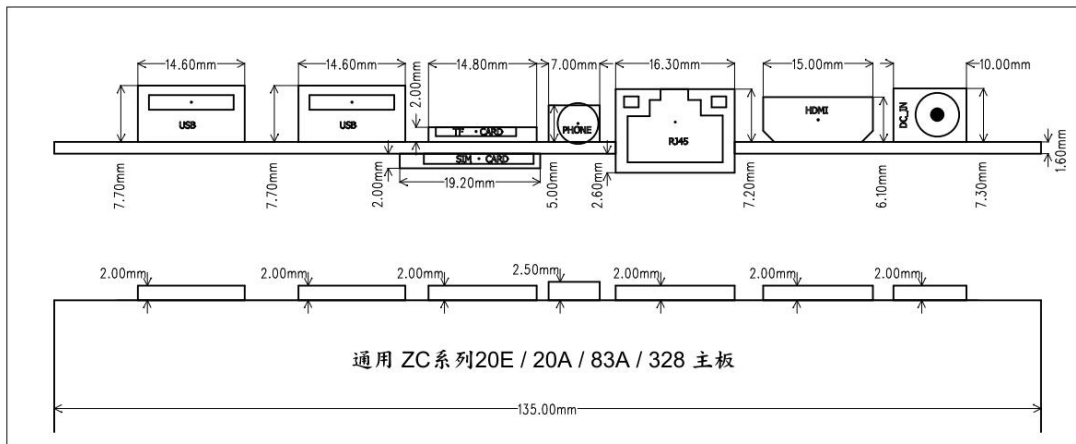 14.60mm 14.60mm 14.80mm 7.00mm 16.30mm 15.00mm 10.00mm
2.00mm
USB USB TF CARD PHONE RJ45 HDMI DC_IN
SIM CARD
7.70mm 7.70mm 2.00mm 19.20mm 5.00mm 2.60mm 7.20mm 6.10mm 7.30mm 1.60mm
2.00mm 2.00mm 2.00mm 2.50mm 2.00mm 2.00mm 2.00mm
通用 ZC系列20E / 20A / 83A / 328 主板
135.00mm